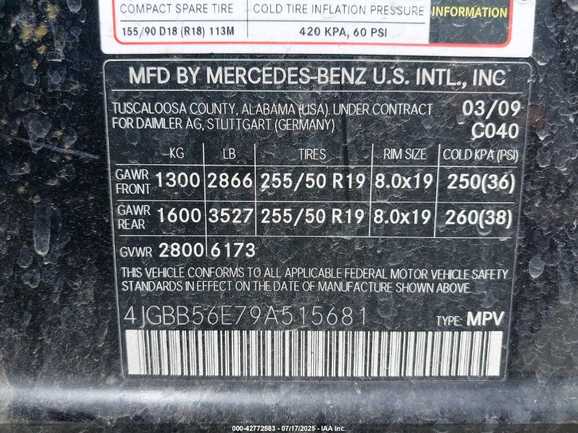 COMPACT SPARE TIRE COLD TIRE INFLATION PRESSURE INFORMATION
155/90 D18 (R18) 113M 420 KPA, 60 PSI
MFD BY MERCEDES-BENZ U.S. INTL., INC
TUSCALOOSA COUNTY, ALABAMA (USA). UNDER CONTRACT 03/09
FOR DAIMLER AG, STUTTGART (GERMANY) C040
KG LB TIRES RIM SIZE COLD KPA (PSI)
GAWR FRONT 1300 2866 255/50 R19 8.0x19 250(36)
GAWR REAR 1600 3527 255/50 R19 8.0x19 260(38)
GVWR 2800 6173
THIS VEHICLE CONFORMS TO ALL APPLICABLE FEDERAL MOTOR VEHICLE SAFETY
STANDARDS IN EFFECT ON THE DATE OF MANUFACTURE SHOWN ABOVE
4JGBB56E79A515681 TYPE: MPV
000-42772583 / 07/17/2025 / IAA Inc.